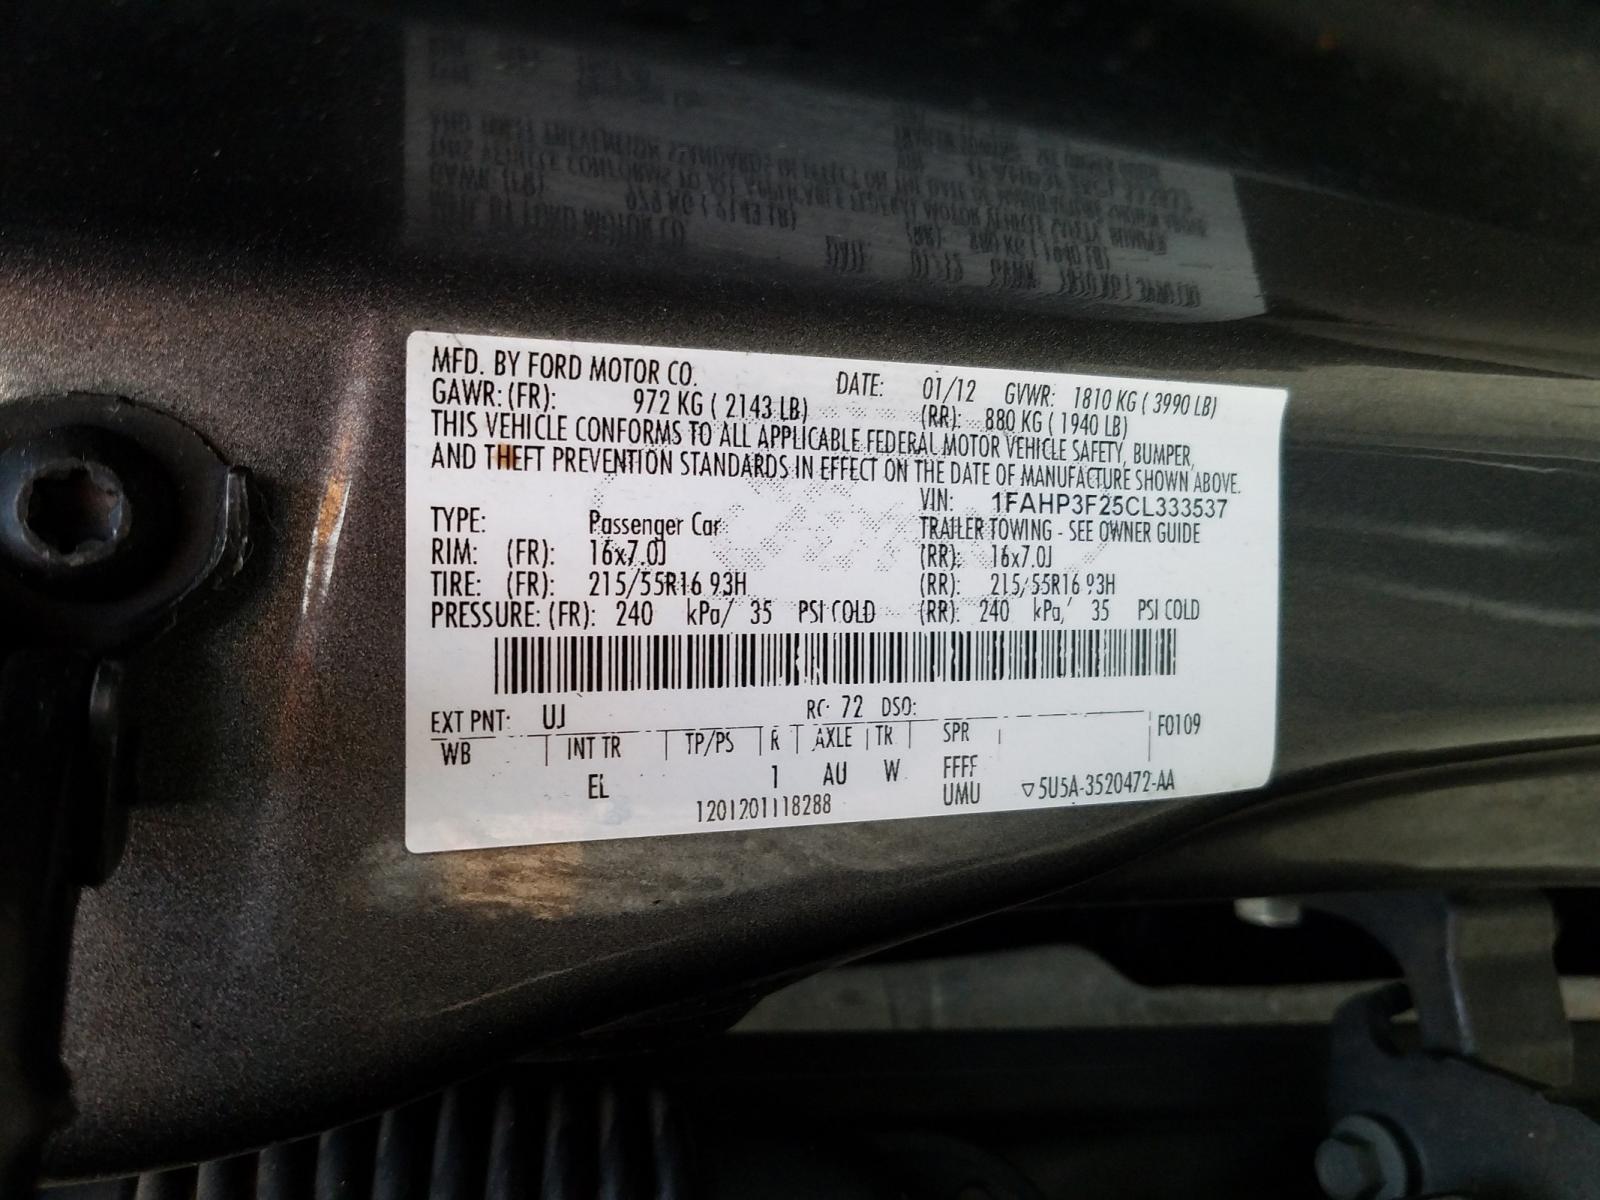 MFD. BY FORD MOTOR CO. DATE: 01/12 GVWR: 1810 KG ( 3990 LB)
GAWR: (FR): 972 KG ( 2143 LB) (RR): 880 KG ( 1940 LB)
THIS VEHICLE CONFORMS TO ALL APPLICABLE FEDERAL MOTOR VEHICLE SAFETY, BUMPER,
AND THEFT PREVENTION STANDARDS IN EFFECT ON THE DATE OF MANUFACTURE SHOWN ABOVE.
VIN: 1FAHP3F25CL333537
TYPE: Passenger Car TRAILER TOWING - SEE OWNER GUIDE
RIM: (FR): 16x7.0J (RR): 16x7.0J
TIRE: (FR): 215/55R16 93H (RR): 215/55R16 93H
PRESSURE: (FR): 240 kPa/ 35 PSI COLD (RR): 240 kPa/ 35 PSI COLD
EXT PNT: UJ RC: 72 DSO:
WB INT TR TP/PS R AXLE TR SPR F0109
EL 1 AU W FFFF
1201201118288 UMU ▽5U5A-3520472-AA